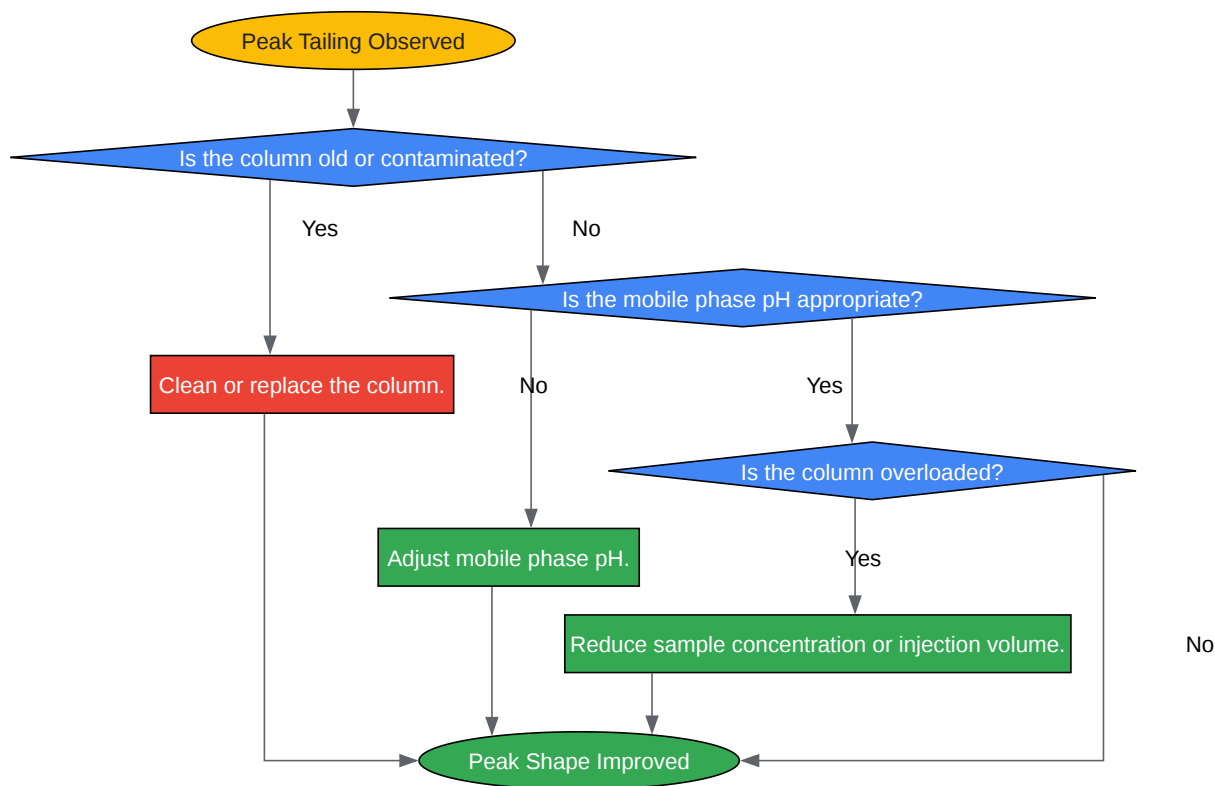 Peak Tailing Observed
Is the column old or contaminated?
Yes
No
Is the mobile phase pH appropriate?
Clean or replace the column.
No
Yes
Is the column overloaded?
Adjust mobile phase pH.
Yes
Reduce sample concentration or injection volume.
No
Peak Shape Improved